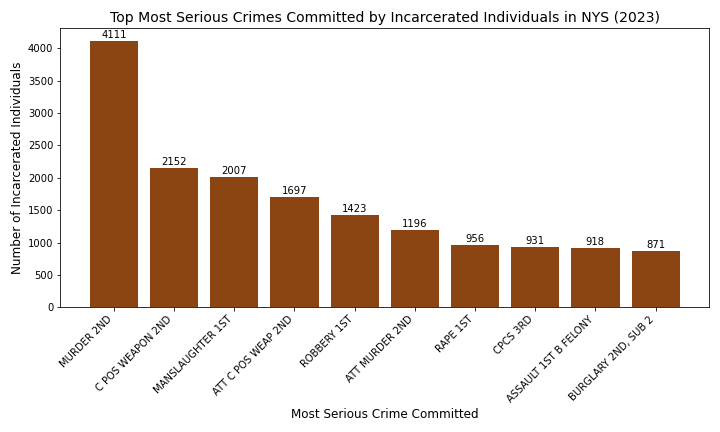 Top Most Serious Crimes Committed by Incarcerated Individuals in NYS (2023)
Number of Incarcerated Individuals
4000
3500
3000
2500
2000
1500
1000
500
0
4111
2152
2007
1697
1423
1196
956
931
918
871
MURDER 2ND
C POS WEAPON 2ND
MANSLAUGHTER 1ST
ATT C POS WEAP 2ND
ROBBERY 1ST
ATT MURDER 2ND
RAPE 1ST
CPCS 3RD
ASSAULT 1ST B FELONY
BURGLARY 2ND, SUB 2
Most Serious Crime Committed